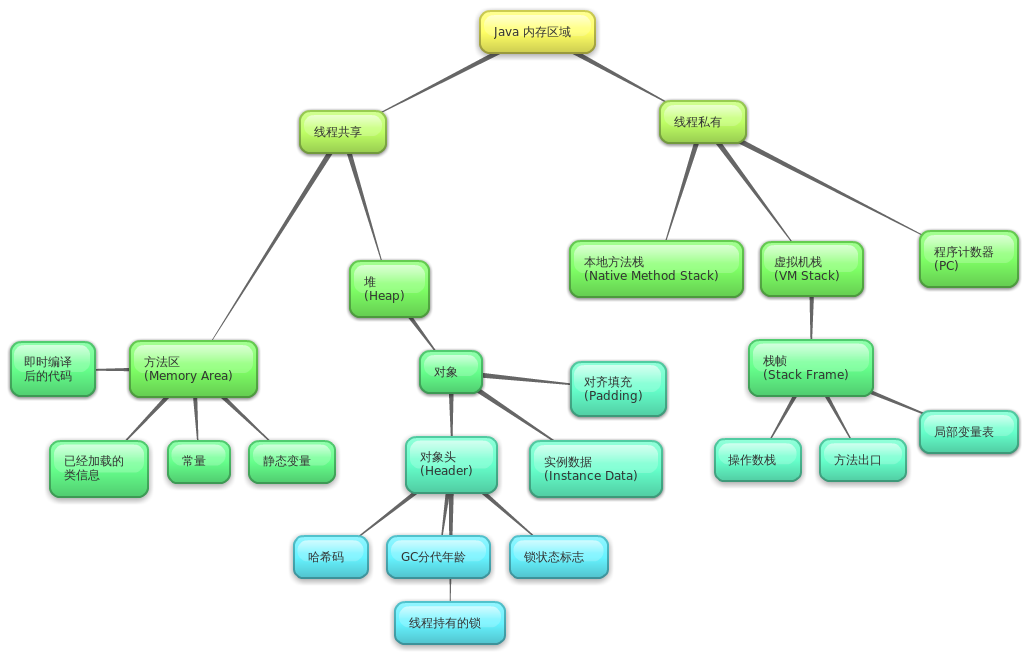 Java 内存区域
线程共享
线程私有
本地方法栈
(Native Method Stack)
虚拟机栈
(VM Stack)
程序计数器
(PC)
堆
(Heap)
即时编译
后的代码
方法区
(Memory Area)
对象
对齐填充
(Padding)
栈帧
(Stack Frame)
已经加载的
类信息
常量
静态变量
对象头
(Header)
实例数据
(Instance Data)
操作数栈
方法出口
局部变量表
哈希码
GC分代年龄
锁状态标志
线程持有的锁